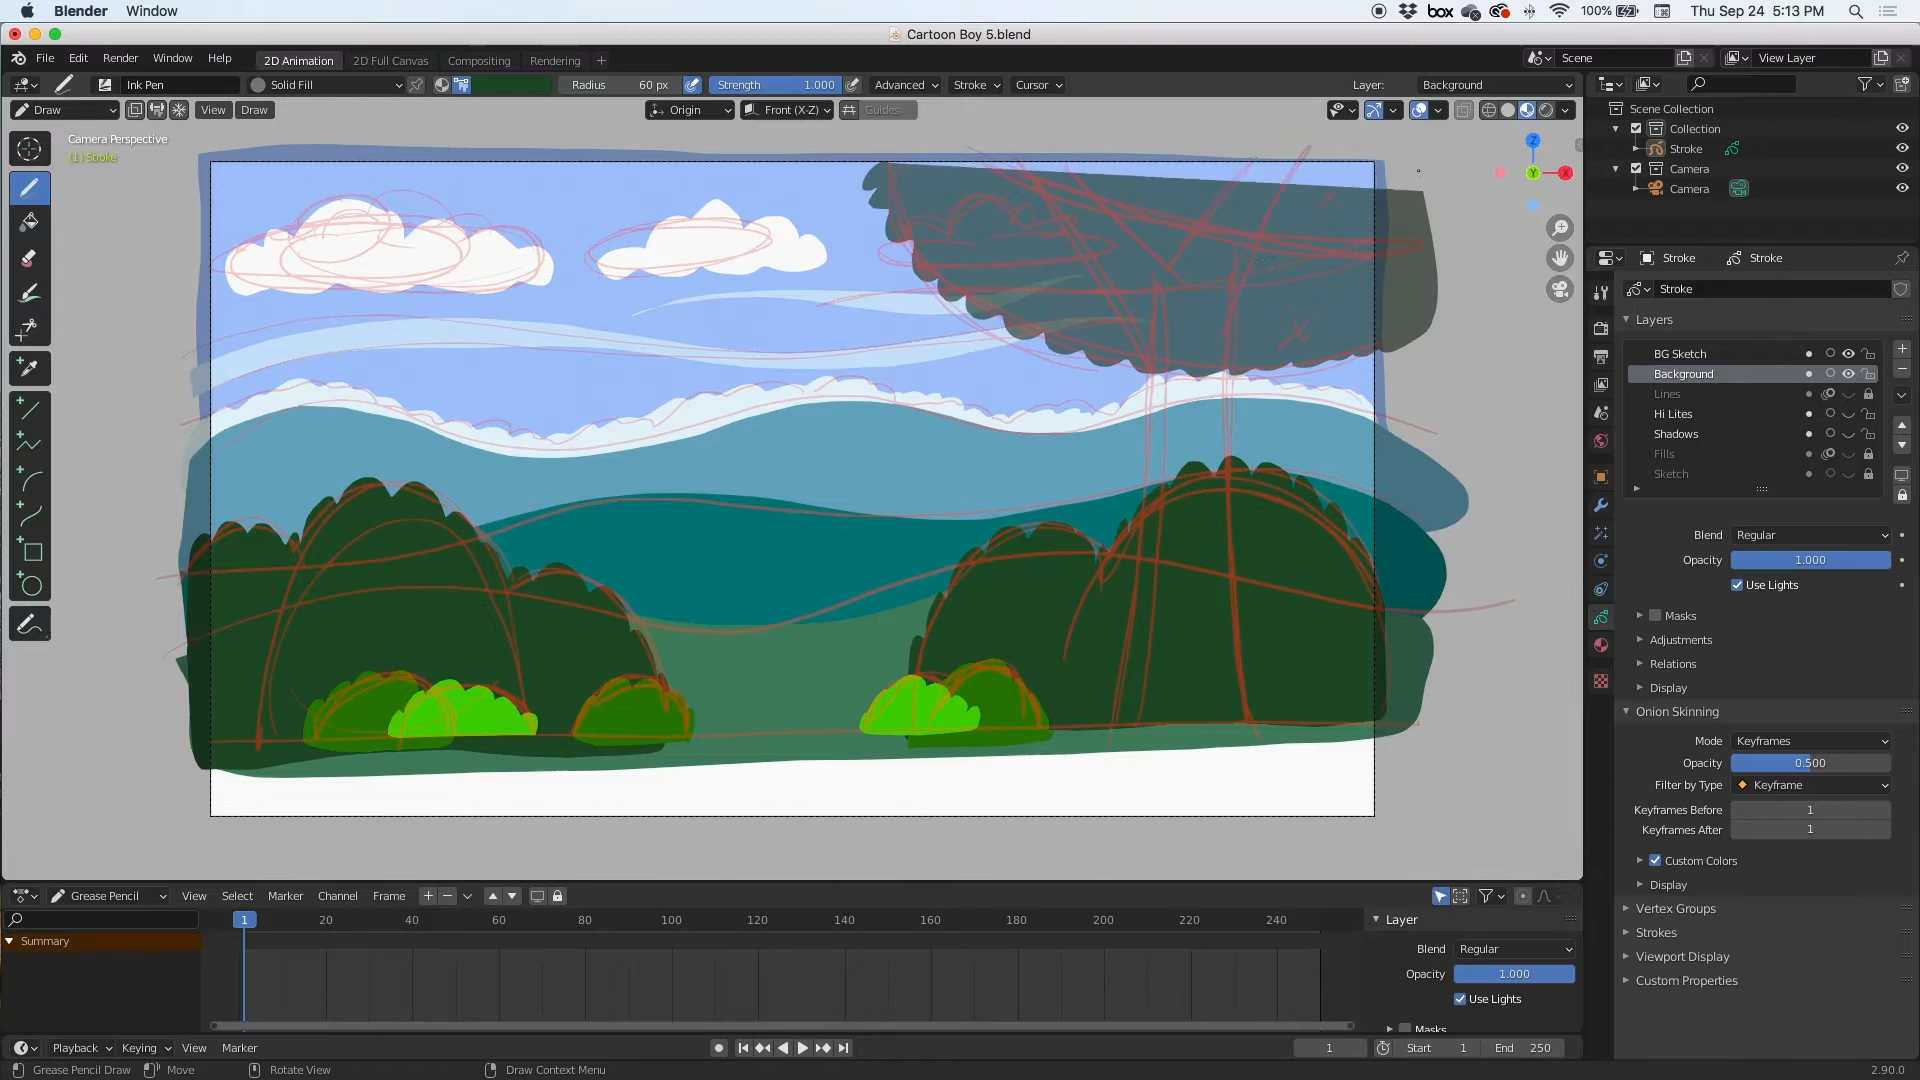 Blender Window box 100% Thu Sep 24 5:13 PM
Cartoon Boy 5.blend
File Edit Render Window Help 2D Animation 2D Full Canvas Compositing Rendering + Scene View Layer
Ink Pen Solid Fill Radius 60 px Strength 1.000 Advanced Stroke Cursor Layer: Background
Draw View Draw Origin Front (X-Z) Guides
Scene Collection
Collection
Stroke
Camera
Camera
Camera Perspective
(1) Stroke
Z
Y X
Stroke Stroke
Stroke
Layers
BG Sketch
Background
Lines
Hi Lites
Shadows
Fills
Sketch
Blend Regular
Opacity 1.000
Use Lights
Masks
Adjustments
Relations
Display
Onion Skinning
Mode Keyframes
Opacity 0.500
Filter by Type Keyframe
Keyframes Before 1
Keyframes After 1
Custom Colors
Display
Vertex Groups
Strokes
Viewport Display
Custom Properties
Grease Pencil View Select Marker Channel Frame
1 20 40 60 80 100 120 140 160 180 200 220 240
Summary
Layer
Blend Regular
Opacity 1.000
Use Lights
Masks
Playback Keying View Marker 1 Start 1 End 250
Grease Pencil Draw Move Rotate View Draw Context Menu 2.90.0